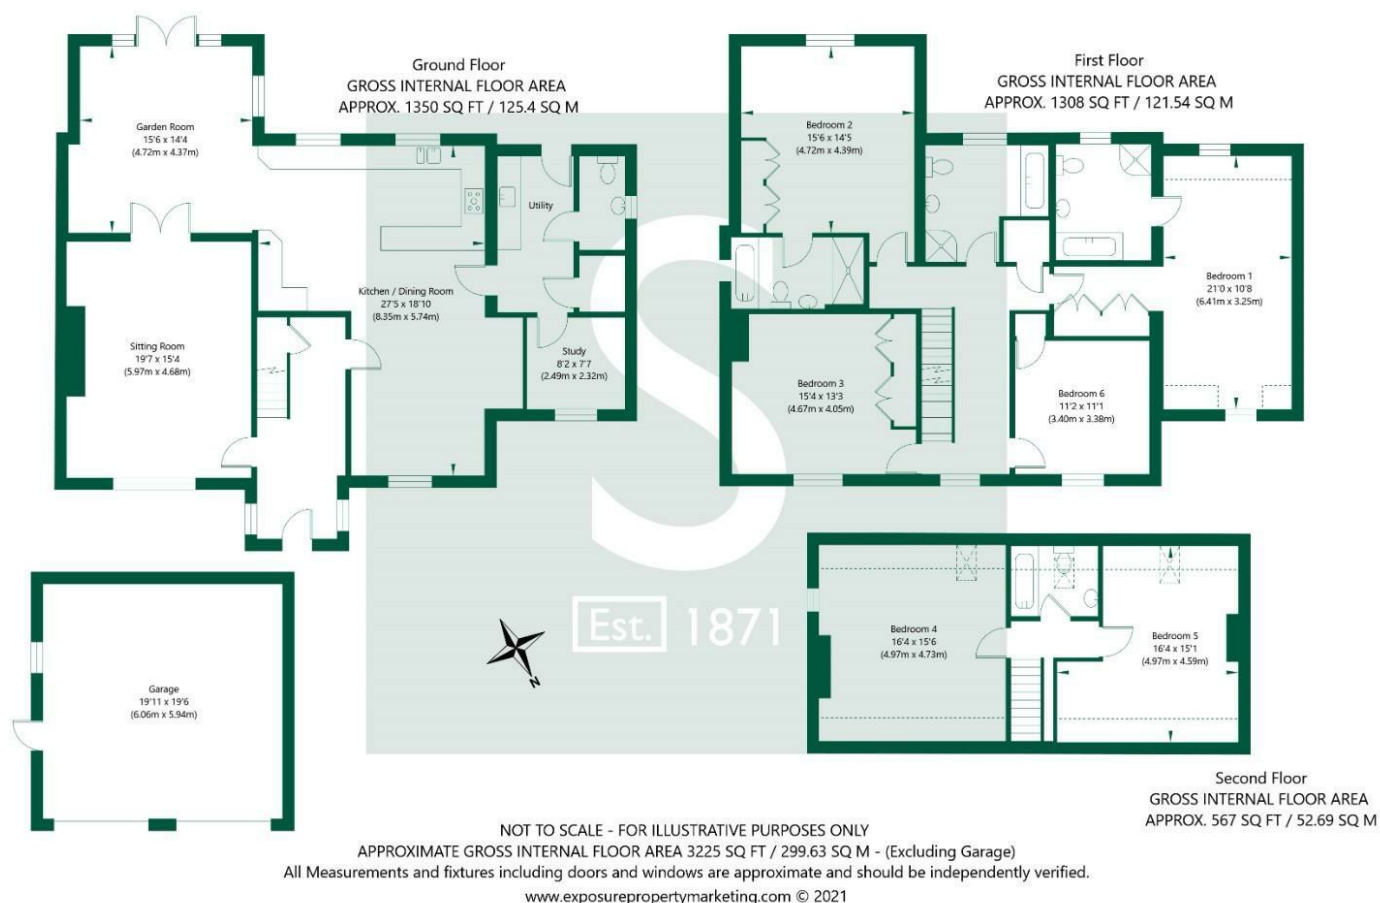 Ground Floor
GROSS INTERNAL FLOOR AREA
APPROX. 1350 SQ FT / 125.4 SQ M
Garden Room
15'6 x 14'4
(4.72m x 4.37m)
Utility
Kitchen / Dining Room
27'5 x 18'10
(8.35m x 5.74m)
Sitting Room
19'7 x 15'4
(5.97m x 4.68m)
Study
8'2 x 7'7
(2.49m x 2.32m)
First Floor
GROSS INTERNAL FLOOR AREA
APPROX. 1308 SQ FT / 121.54 SQ M
Bedroom 2
15'6 x 14'5
(4.72m x 4.39m)
Bedroom 1
21'0 x 10'8
(6.41m x 3.25m)
Bedroom 3
15'4 x 13'3
(4.67m x 4.05m)
Bedroom 6
11'2 x 11'1
(3.40m x 3.38m)
S
Est. 1871
N
Garage
19'11 x 19'6
(6.06m x 5.94m)
Bedroom 4
16'4 x 15'6
(4.97m x 4.73m)
Bedroom 5
16'4 x 15'1
(4.97m x 4.59m)
Second Floor
GROSS INTERNAL FLOOR AREA
APPROX. 567 SQ FT / 52.69 SQ M
NOT TO SCALE - FOR ILLUSTRATIVE PURPOSES ONLY
APPROXIMATE GROSS INTERNAL FLOOR AREA 3225 SQ FT / 299.63 SQ M - (Excluding Garage)
All Measurements and fixtures including doors and windows are approximate and should be independently verified.
www.exposurepropertymarketing.com © 2021